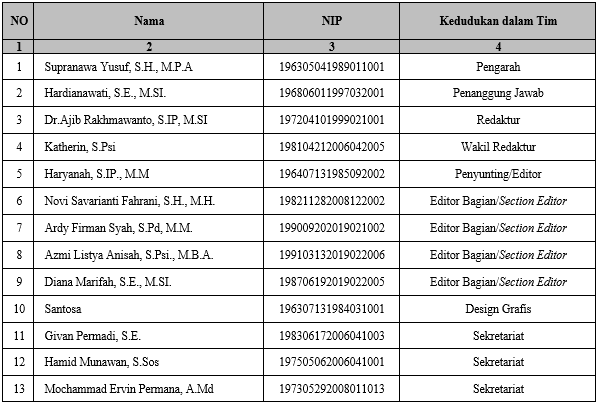 NO Nama NIP Kedudukan dalam Tim
1 2 3 4
1 Supranawa Yusuf, S.H., M.P.A 196305041989011001 Pengarah
2 Hardianawati, S.E., M.SI. 196806011997032001 Penanggung Jawab
3 Dr.Ajib Rakhmawanto, S.IP, M.SI 197204101999021001 Redaktur
4 Katherin, S.Psi 198104212006042005 Wakil Redaktur
5 Haryanah, S.IP., M.M 196407131985092002 Penyunting/Editor
6 Novi Savarianti Fahrani, S.H., M.H. 198211282008122002 Editor Bagian/Section Editor
7 Ardy Firman Syah, S.Pd, M.M. 199009202019021002 Editor Bagian/Section Editor
8 Azmi Listya Anisah, S.Psi., M.B.A. 199103132019022006 Editor Bagian/Section Editor
9 Diana Marifah, S.E., M.SI. 198706192019022005 Editor Bagian/Section Editor
10 Santosa 196307131984031001 Design Grafis
11 Givan Permadi, S.E. 198306172006041003 Sekretariat
12 Hamid Munawan, S.Sos 197505062006041001 Sekretariat
13 Mochammad Ervin Permana, A.Md 197305292008011013 Sekretariat